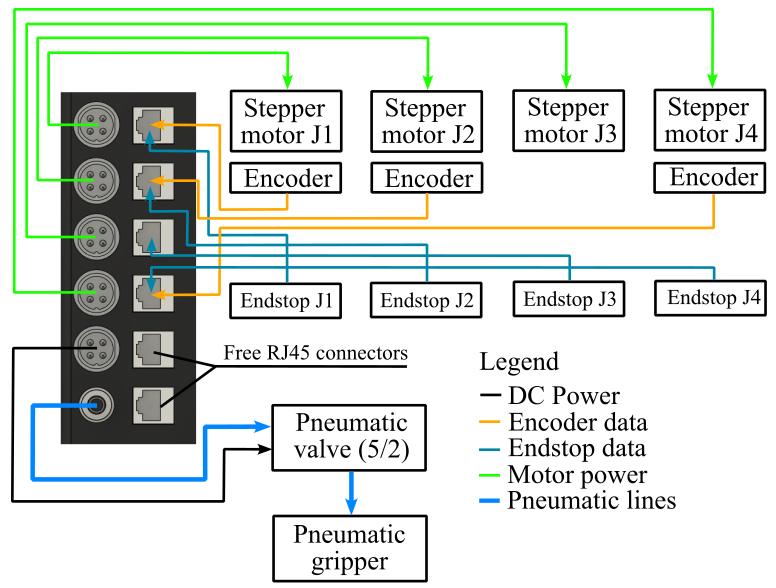 Stepper
motor J1
Stepper
motor J2
Stepper
motor J3
Stepper
motor J4
Encoder
Encoder
Encoder
Endstop J1
Endstop J2
Endstop J3
Endstop J4
Free RJ45 connectors
Legend
DC Power
Encoder data
Endstop data
Motor power
Pneumatic lines
Pneumatic
valve (5/2)
Pneumatic
gripper